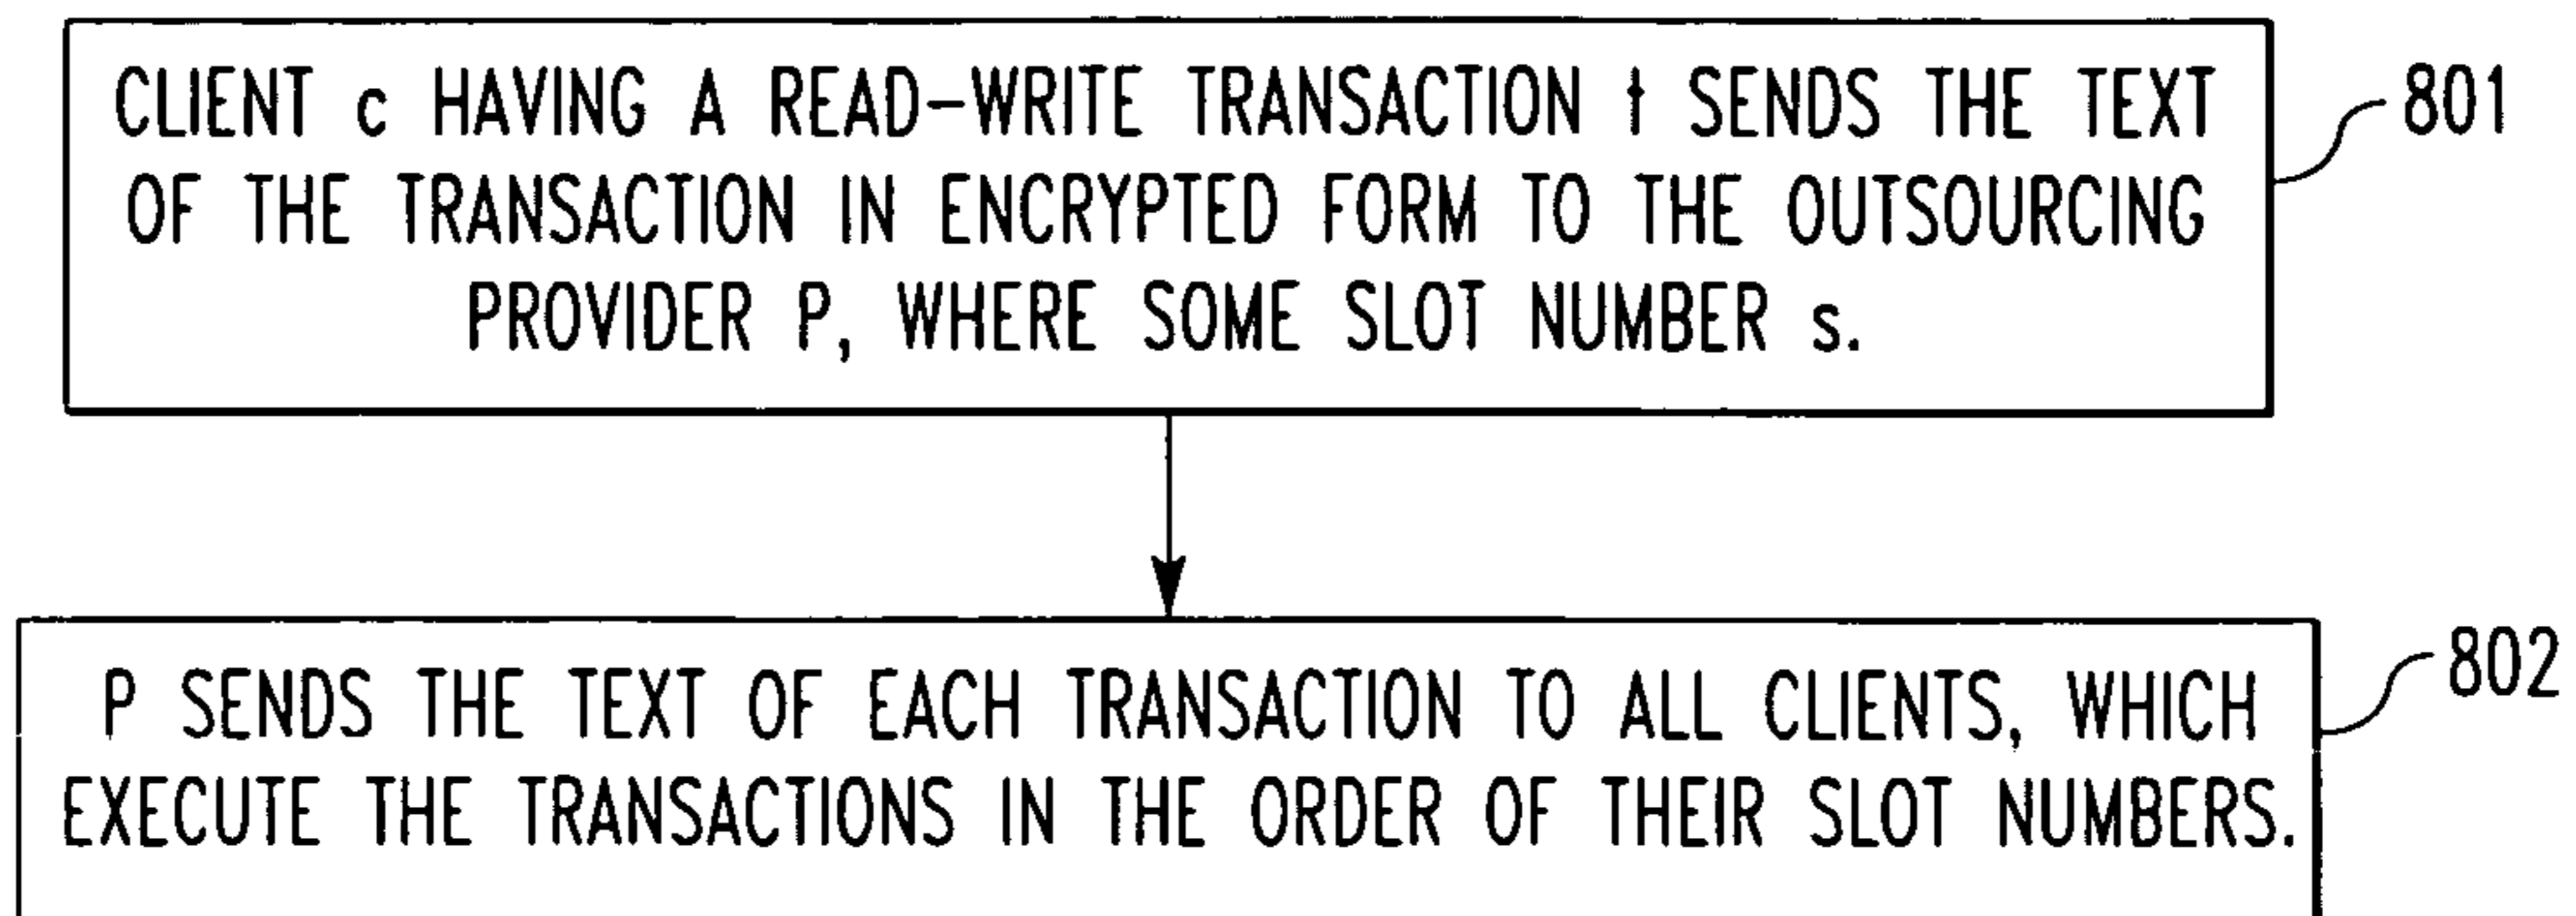 CLIENT c HAVING A READ-WRITE TRANSACTION t SENDS THE TEXT
OF THE TRANSACTION IN ENCRYPTED FORM TO THE OUTSOURCING
PROVIDER P, WHERE SOME SLOT NUMBER s.
801
P SENDS THE TEXT OF EACH TRANSACTION TO ALL CLIENTS, WHICH
EXECUTE THE TRANSACTIONS IN THE ORDER OF THEIR SLOT NUMBERS.
802